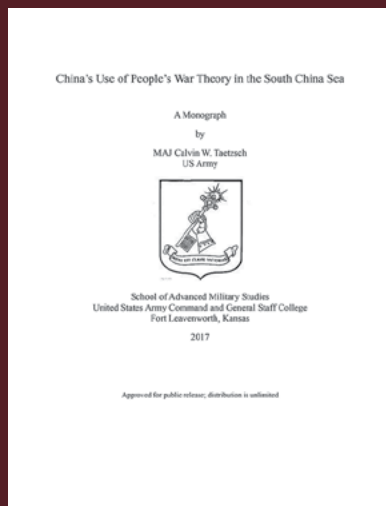 China's Use of People's War Theory in the South China Sea
A Monograph
by
MAJ Calvin W. Taetzsch
US Army
School of Advanced Military Studies
United States Army Command and General Staff College
Fort Leavenworth, Kansas
2017
Approved for public release; distribution is unlimited